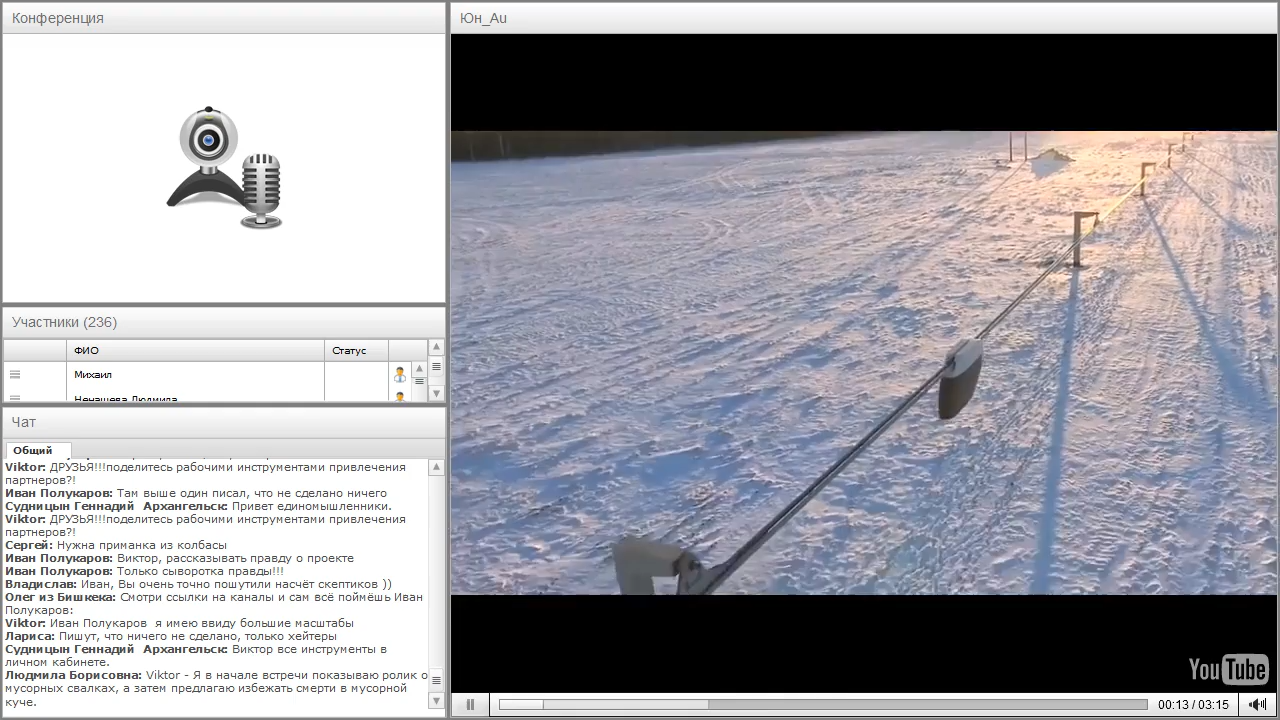 Конференция
Юн_Au
Участники (236)
ФИО
Статус
Михаил
Ненашева Людмила
Чат
Общий
Viktor: ДРУЗЬЯ!!!поделитесь рабочими инструментами привлечения
партнеров?!
Иван Полукаров: Там выше один писал, что не сделано ничего
Судницын Геннадий  Архангельск: Привет единомышленники.
Viktor: ДРУЗЬЯ!!!поделитесь рабочими инструментами привлечения
партнеров?!
Сергей: Нужна приманка из колбасы
Иван Полукаров: Виктор, рассказывать правду о проекте
Иван Полукаров: Только сыворотка правды!!!
Владислав: Иван, Вы очень точно пошутили насчёт скептиков ))
Олег из Бишкека: Смотри ссылки на каналы и сам всё поймёшь Иван
Полукаров:
Viktor: Иван Полукаров  я имею ввиду большие масштабы
Лариса: Пишут, что ничего не сделано, только хейтеры
Судницын Геннадий  Архангельск: Виктор все инструменты в
личном кабинете.
Людмила Борисовна: Viktor - Я в начале встречи показываю ролик о
мусорных свалках, а затем предлагаю избежать смерти в мусорной
куче.
YouTube
00:13 / 03:15